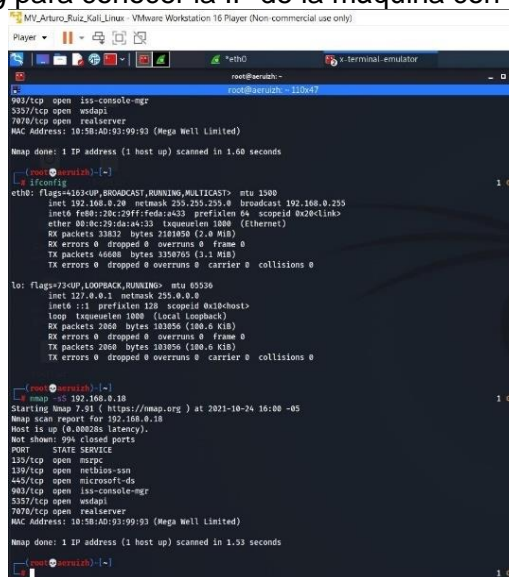 para conocer la IP de la máquina con
MV_Arturo_Ruiz_Kali_Linux - VMware Workstation 16 Player (Non-commercial use only)
Player
*eth0 x-terminal-emulator
root@aeruizh: ~
root@aeruizh: ~ 110x47
903/tcp open iss-console-mgr
5357/tcp open wsdapi
7070/tcp open realserver
MAC Address: 10:5B:AD:93:99:93 (Mega Well Limited)
Nmap done: 1 IP address (1 host up) scanned in 1.60 seconds
(root💀aeruizh)-[~]
# ifconfig
eth0: flags=4163<UP,BROADCAST,RUNNING,MULTICAST> mtu 1500
inet 192.168.0.20 netmask 255.255.255.0 broadcast 192.168.0.255
inet6 fe80::20c:29ff:feda:a433 prefixlen 64 scopeid 0x20<link>
ether 00:0c:29:da:a4:33 txqueuelen 1000 (Ethernet)
RX packets 33832 bytes 2101050 (2.0 MiB)
RX errors 0 dropped 0 overruns 0 frame 0
TX packets 46608 bytes 3350765 (3.1 MiB)
TX errors 0 dropped 0 overruns 0 carrier 0 collisions 0
lo: flags=73<UP,LOOPBACK,RUNNING> mtu 65536
inet 127.0.0.1 netmask 255.0.0.0
inet6 ::1 prefixlen 128 scopeid 0x10<host>
loop txqueuelen 1000 (Local Loopback)
RX packets 2060 bytes 103056 (100.6 KiB)
RX errors 0 dropped 0 overruns 0 frame 0
TX packets 2060 bytes 103056 (100.6 KiB)
TX errors 0 dropped 0 overruns 0 carrier 0 collisions 0
(root💀aeruizh)-[~]
# nmap -sS 192.168.0.18
Starting Nmap 7.91 ( https://nmap.org ) at 2021-10-24 16:00 -05
Nmap scan report for 192.168.0.18
Host is up (0.00028s latency).
Not shown: 994 closed ports
PORT STATE SERVICE
135/tcp open msrpc
139/tcp open netbios-ssn
445/tcp open microsoft-ds
903/tcp open iss-console-mgr
5357/tcp open wsdapi
7070/tcp open realserver
MAC Address: 10:5B:AD:93:99:93 (Mega Well Limited)
Nmap done: 1 IP address (1 host up) scanned in 1.53 seconds
(root💀aeruizh)-[~]
#